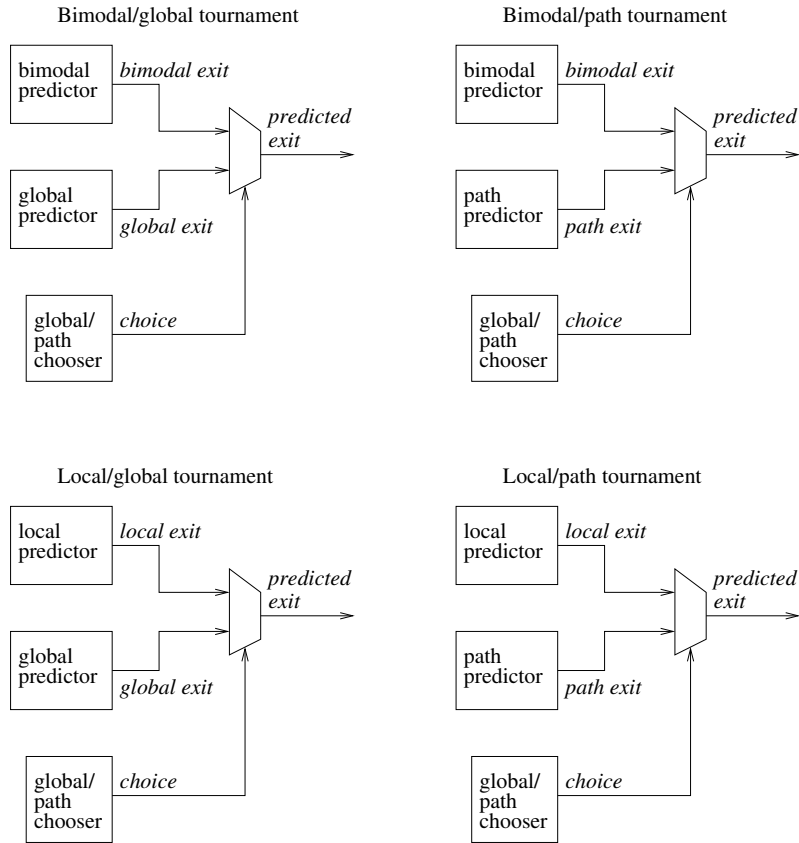 Bimodal/global tournament
bimodal
predictor
bimodal exit
predicted
exit
global
predictor
global exit
global/
path
chooser
choice
Bimodal/path tournament
bimodal
predictor
bimodal exit
predicted
exit
path
predictor
path exit
global/
path
chooser
choice
Local/global tournament
local
predictor
local exit
predicted
exit
global
predictor
global exit
global/
path
chooser
choice
Local/path tournament
local
predictor
local exit
predicted
exit
path
predictor
path exit
global/
path
chooser
choice